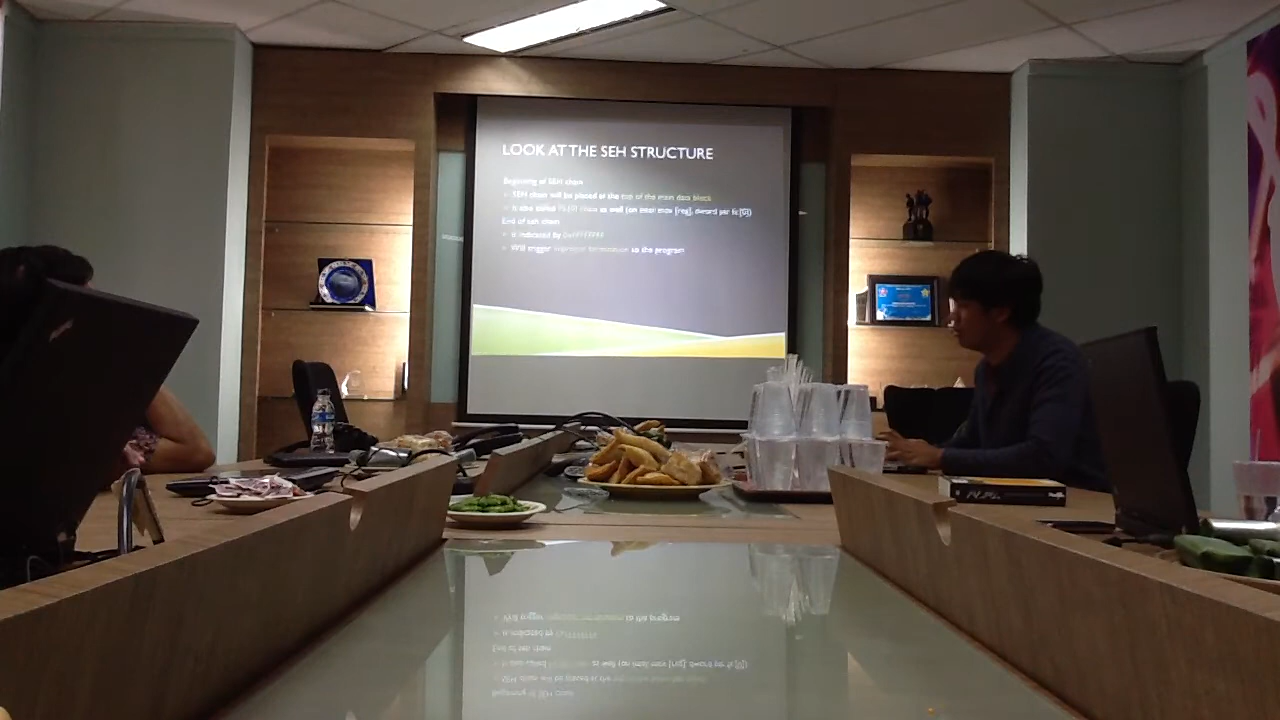 LOOK AT THE SEH STRUCTURE
Beginning of SEH chain
SEH chain will be placed at the top of the main data block
It also called FS:[0] chain as well (on intel: mov [reg], dword ptr fs:[0])
End of seh chain
Is indicated by 0xFFFFFFFF
Will trigger improper termination to the program